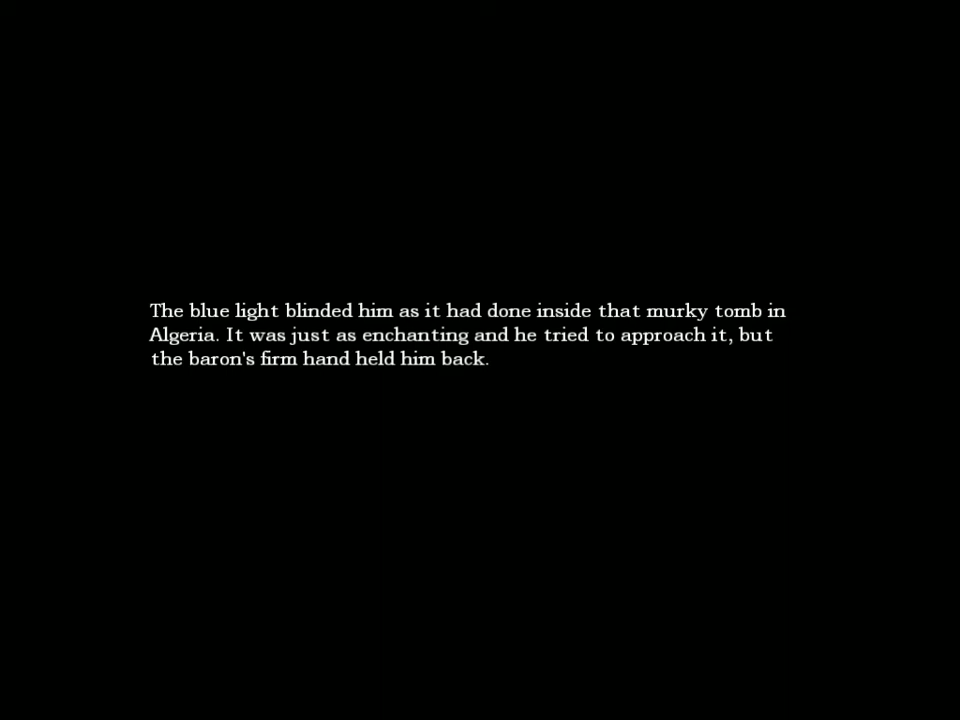 The blue light blinded him as it had done inside that murky tomb in
Algeria. It was just as enchanting and he tried to approach it, but
the baron's firm hand held him back.